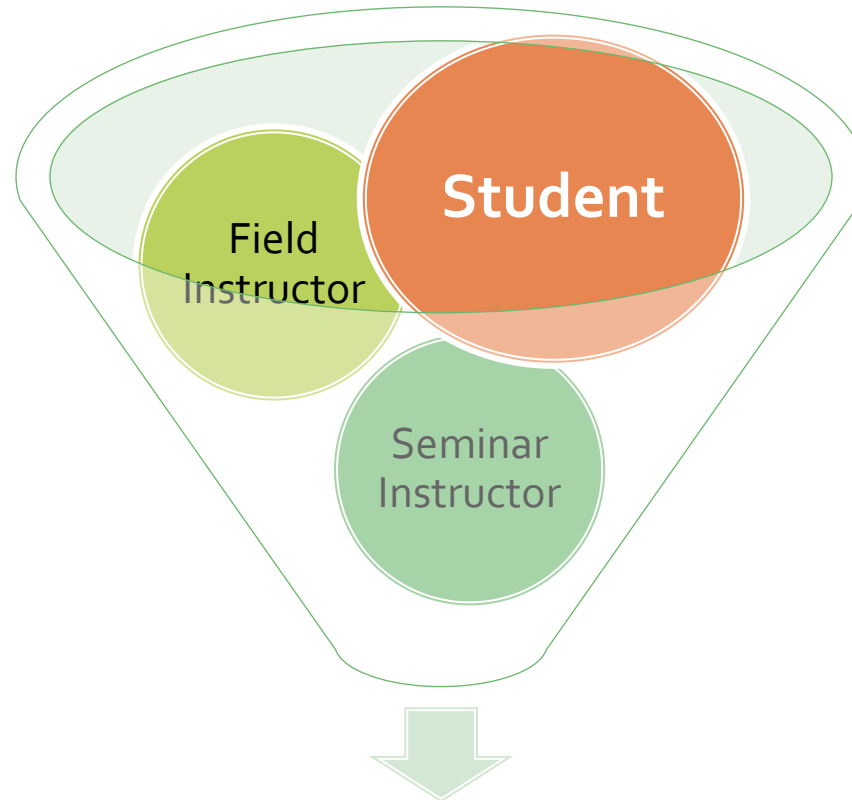 Student
Field
Instructor
Seminar
Instructor